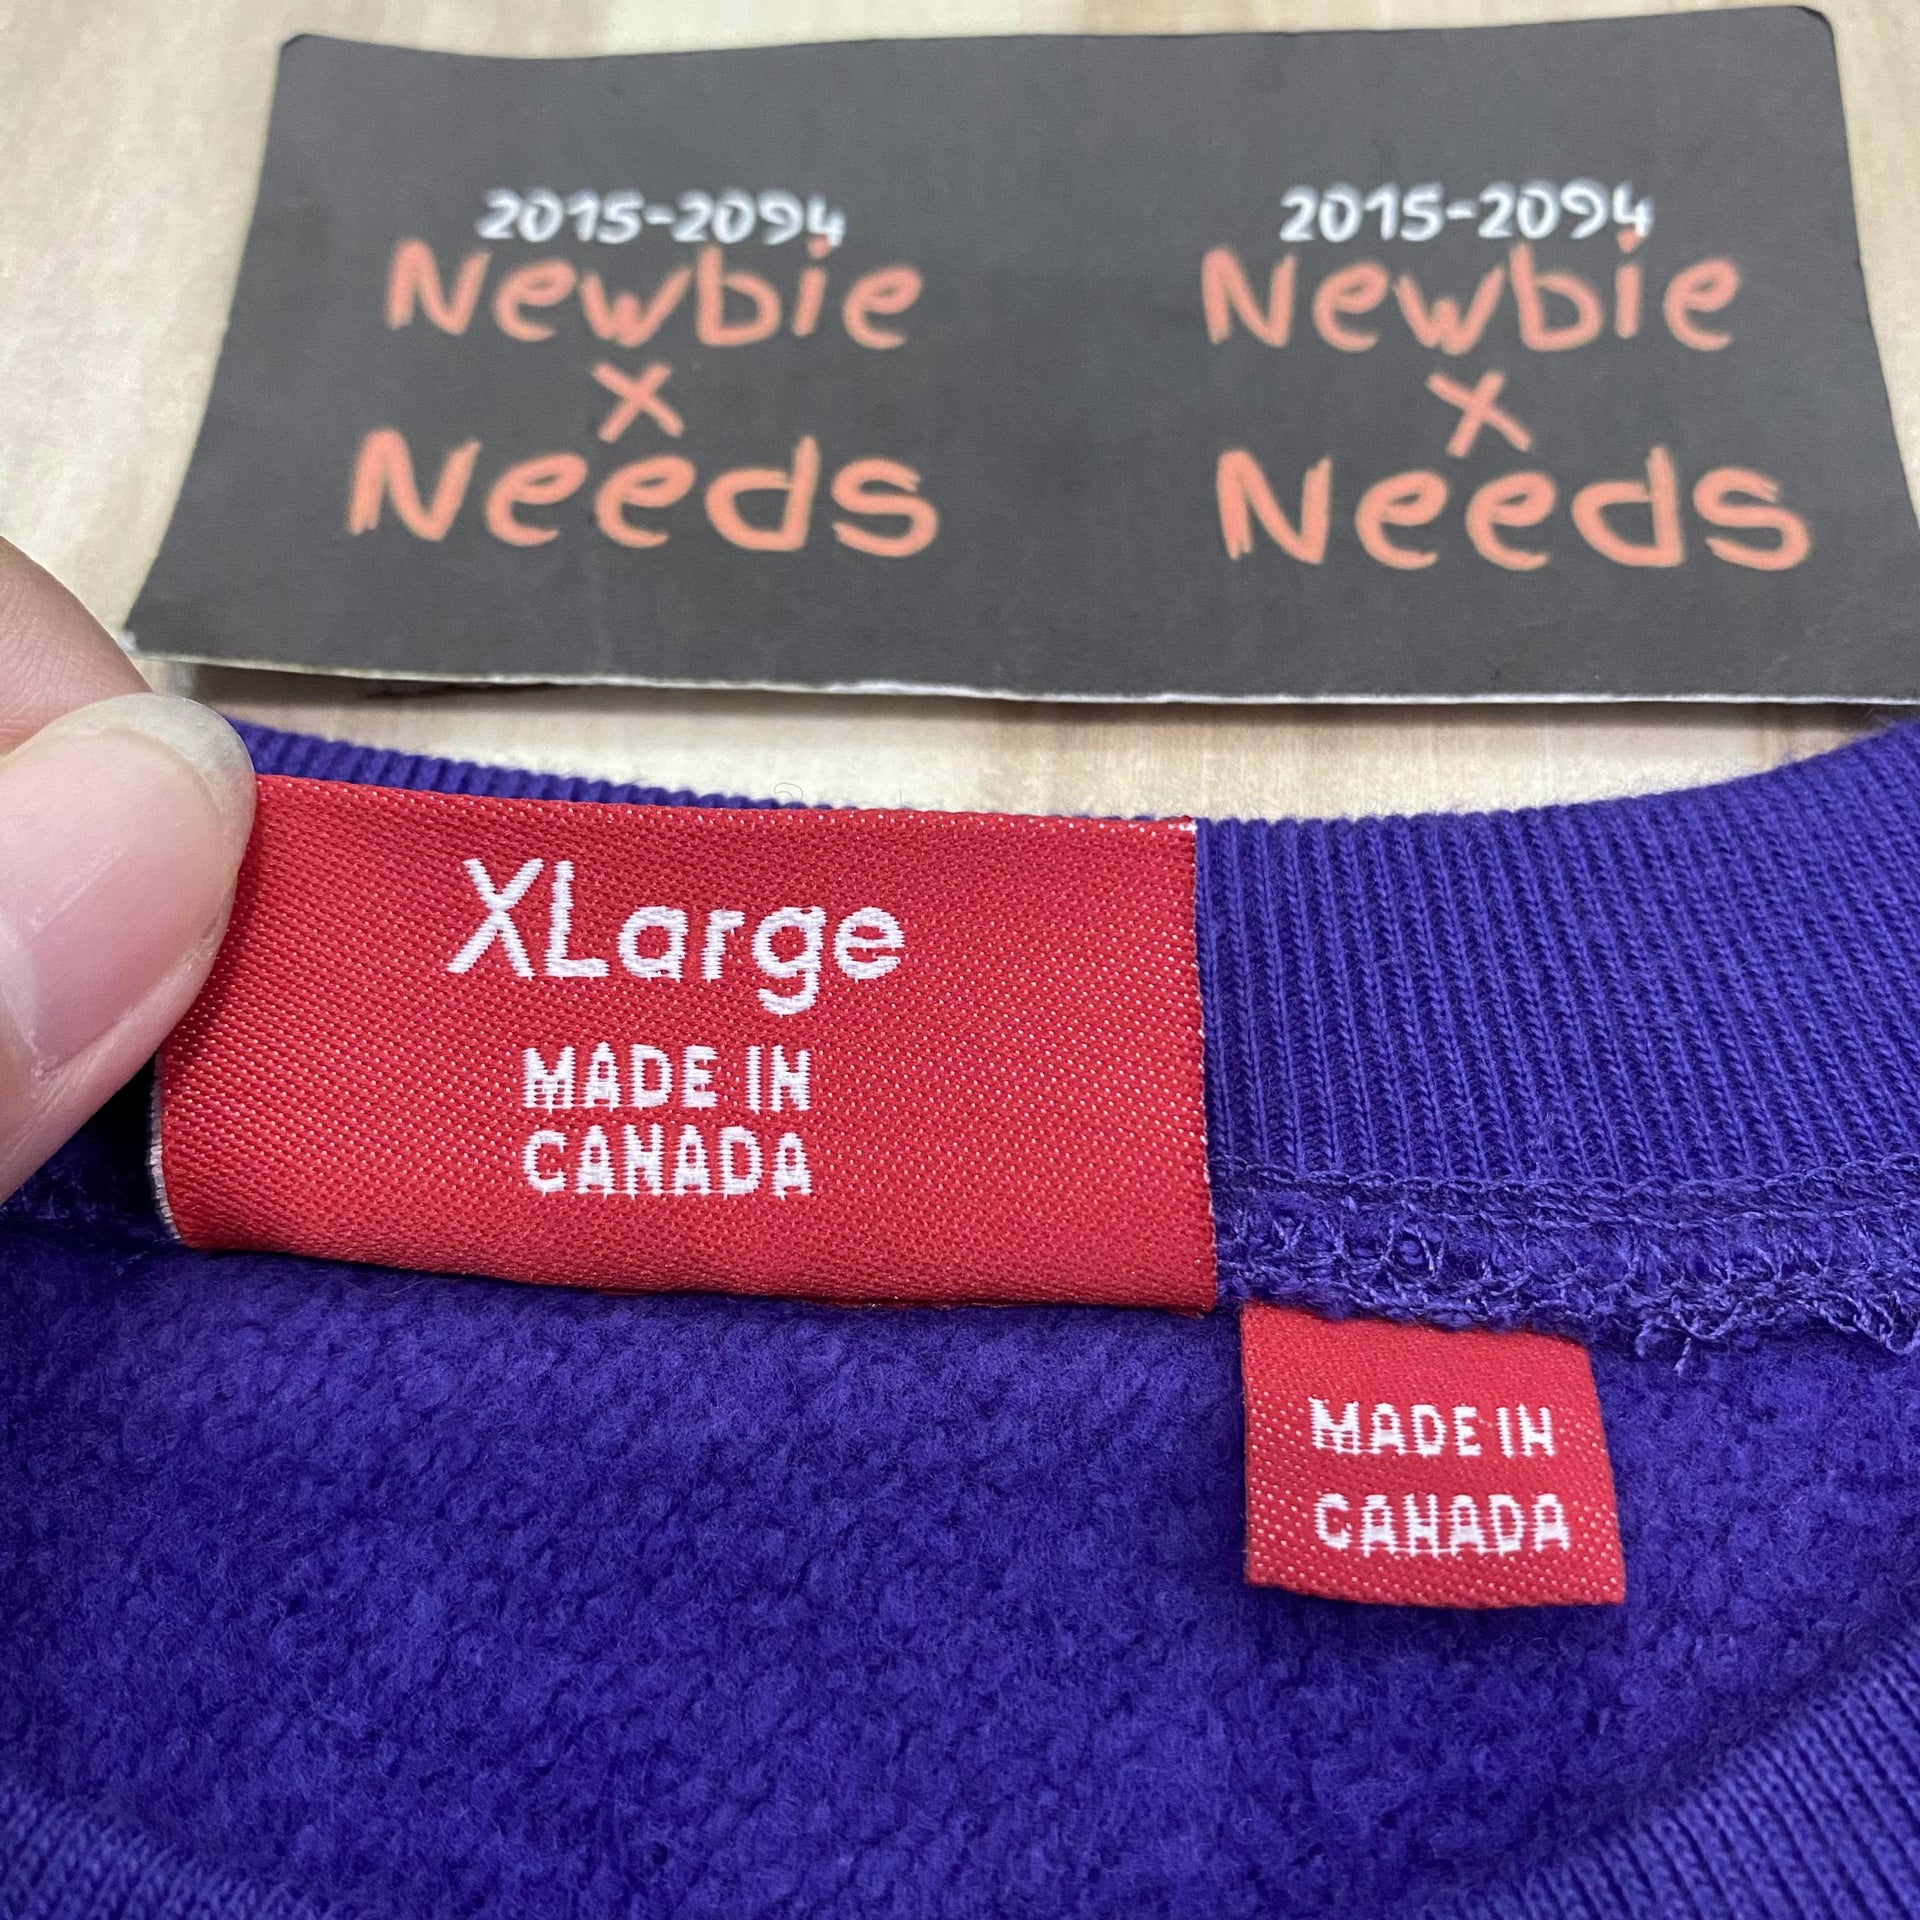 2015-2094
Newbie
x
Needs
2015-2094
Newbie
x
Needs
XLarge
MADE IN
CANADA
MADE IN
CANADA